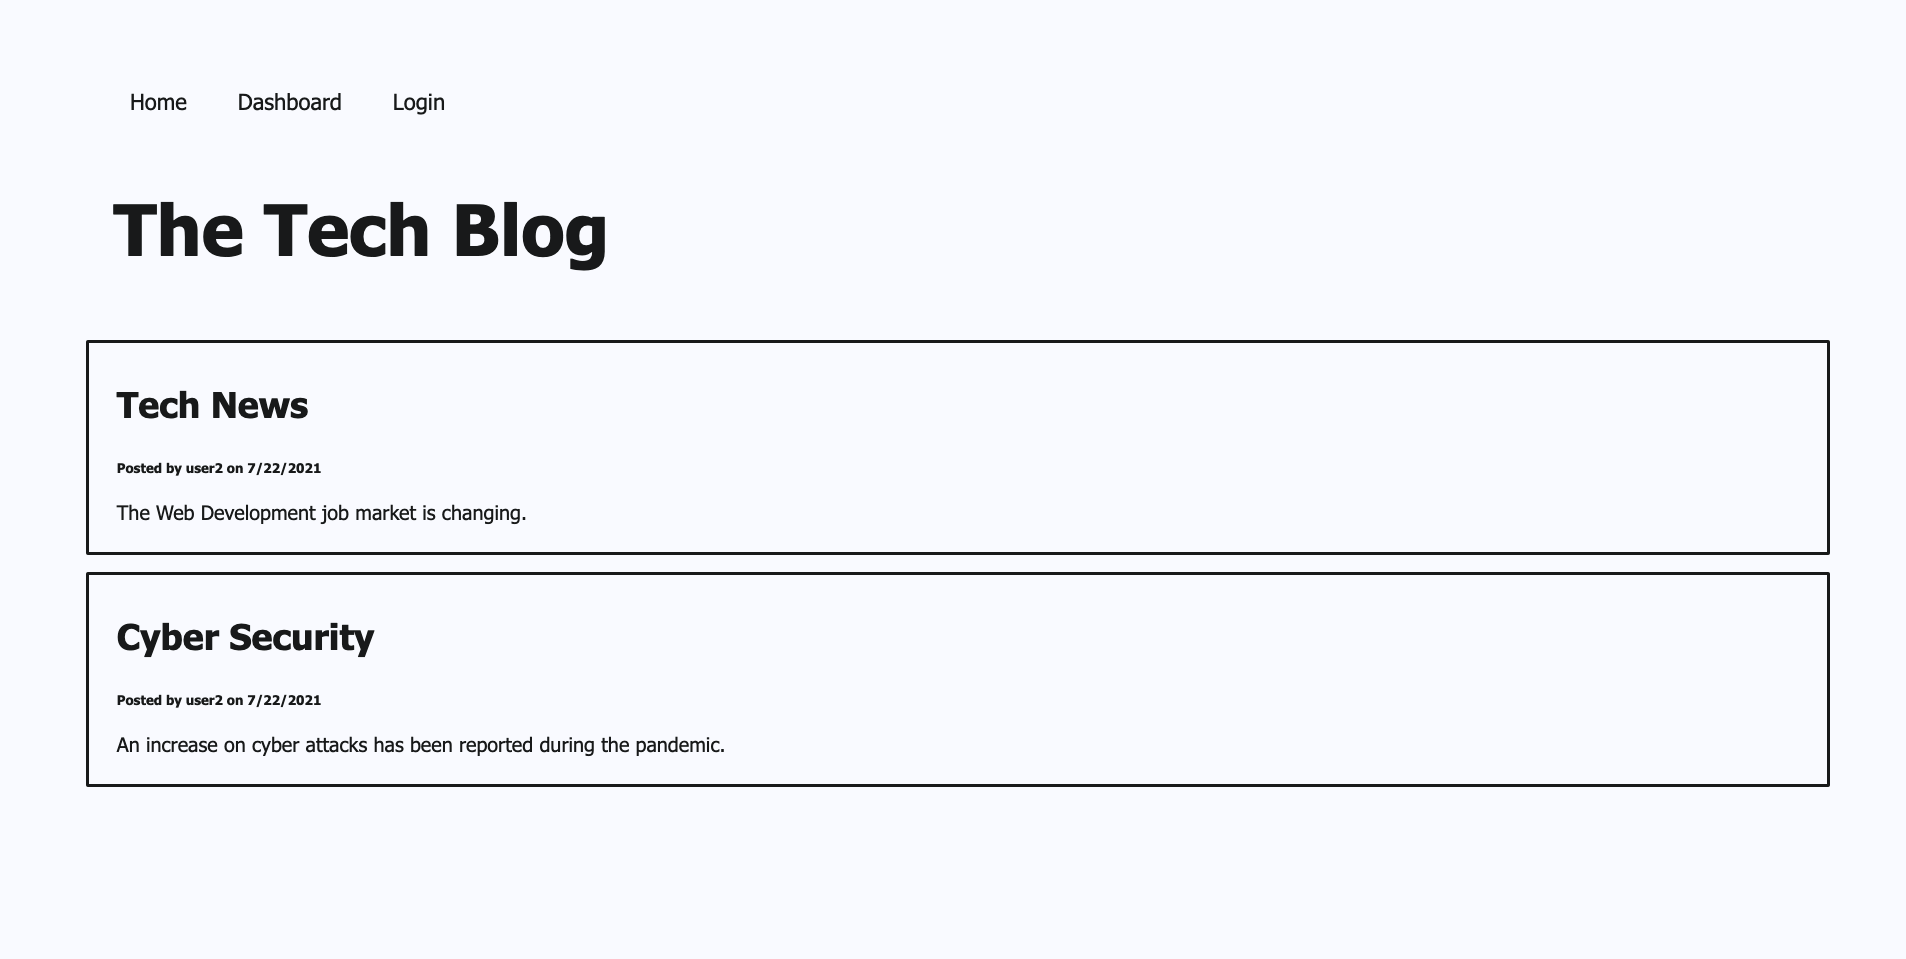 Home Dashboard Login
The Tech Blog
Tech News
Posted by user2 on 7/22/2021
The Web Development job market is changing.
Cyber Security
Posted by user2 on 7/22/2021
An increase on cyber attacks has been reported during the pandemic.